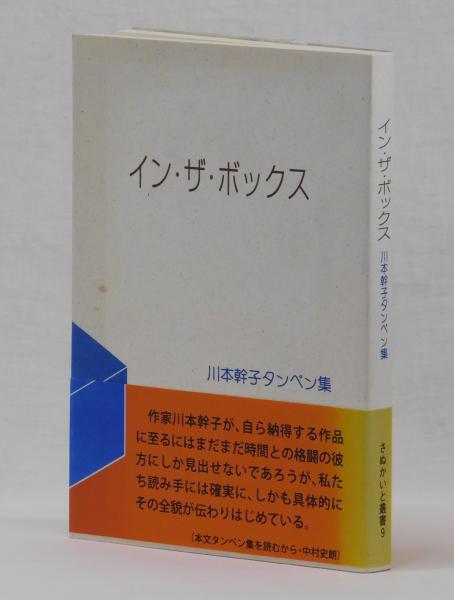 イン・ザ・ボックス
川本幹子タンペン集
作家川本幹子が、自ら納得する作品
に至るにはまだまだ時間との格闘の彼
方にしか見出せないであろうが、私た
ち読み手には確実に、しかも具体的に
その全貌が伝わりはじめている。
(本文タンペン集を読むから・中村史朗)
イン・ザ・ボックス
川本幹子タンペン集
さぬかいと叢書9